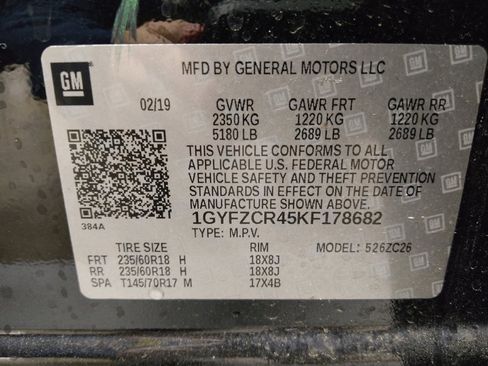 GM
MFD BY GENERAL MOTORS LLC
02/19 GVWR GAWR FRT GAWR RR
2350 KG 1220 KG 1220 KG
5180 LB 2689 LB 2689 LB
THIS VEHICLE CONFORMS TO ALL
APPLICABLE U.S. FEDERAL MOTOR
VEHICLE SAFETY AND THEFT PREVENTION
STANDARDS IN EFFECT ON THE DATE OF
MANUFACTURE SHOWN ABOVE.
384A 1GYFZCR45KF178682
TYPE: M.P.V.
TIRE SIZE RIM MODEL: 526ZC26
FRT 235/60R18 H 18X8J
RR 235/60R18 H 18X8J
SPA T145/70R17 M 17X4B